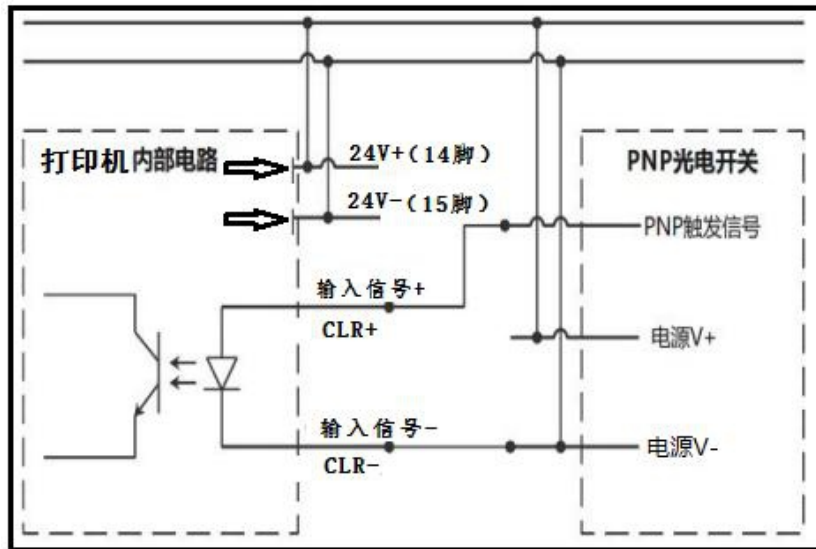 24V+（14脚）
打印机内部电路
PNP光电开关
24V-（15脚）
PNP触发信号
输入信号+
CLR+
电源V+
输入信号-
CLR-
电源V-